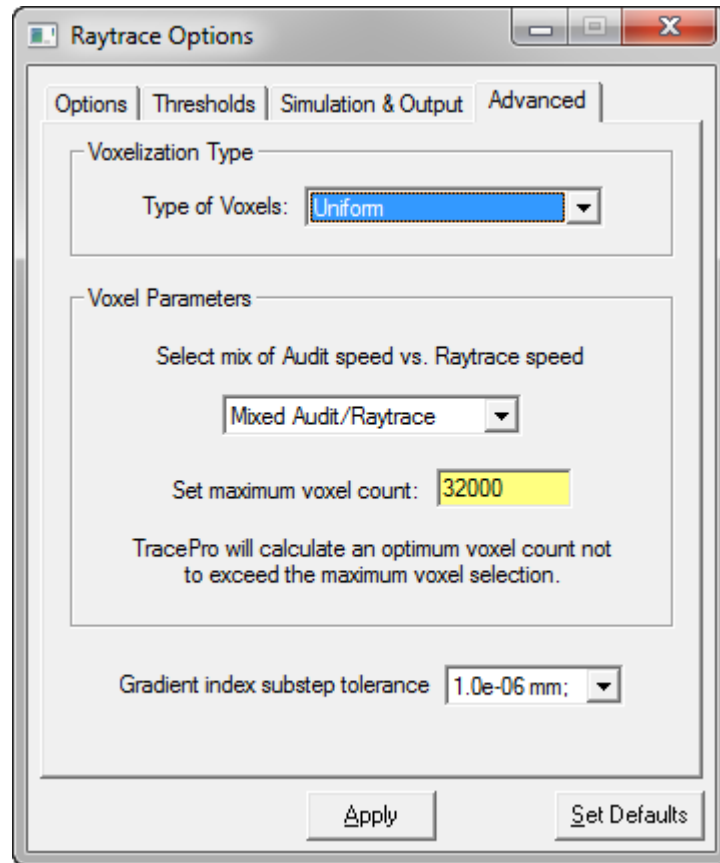 Raytrace Options
Options Thresholds Simulation & Output Advanced
Voxelization Type
Type of Voxels: Uniform
Voxel Parameters
Select mix of Audit speed vs. Raytrace speed
Mixed Audit/Raytrace
Set maximum voxel count: 32000
TracePro will calculate an optimum voxel count not
to exceed the maximum voxel selection.
Gradient index substep tolerance 1.0e-06 mm;
Apply Set Defaults